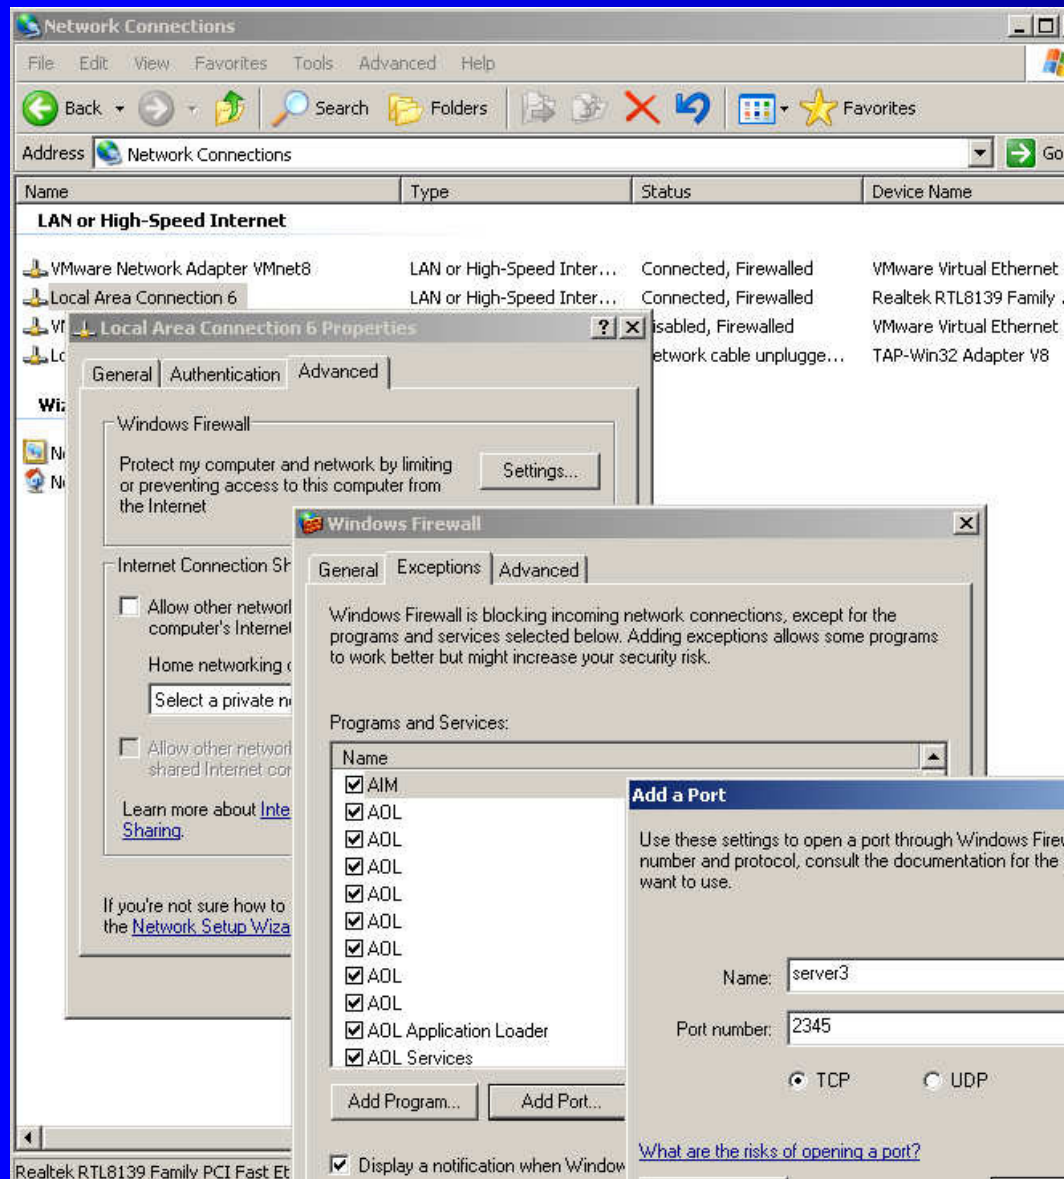 Network Connections
File Edit View Favorites Tools Advanced Help
Back Search Folders Favorites
Address Network Connections Go
Name Type Status Device Name
LAN or High-Speed Internet
VMware Network Adapter VMnet8 LAN or High-Speed Inter... Connected, Firewalled VMware Virtual Ethernet
Local Area Connection 6 LAN or High-Speed Inter... Connected, Firewalled Realtek RTL8139 Family
isabled, Firewalled VMware Virtual Ethernet
etwork cable unplugge... TAP-Win32 Adapter V8
Local Area Connection 6 Properties
General Authentication Advanced
Windows Firewall
Protect my computer and network by limiting
or preventing access to this computer from
the Internet
Settings...
Internet Connection Sh
Allow other networ
computer's Interne
Home networking
Select a private n
Allow other networ
shared Internet con
Learn more about Inte
Sharing.
If you're not sure how to
the Network Setup Wiza
Windows Firewall
General Exceptions Advanced
Windows Firewall is blocking incoming network connections, except for the
programs and services selected below. Adding exceptions allows some programs
to work better but might increase your security risk.
Programs and Services:
Name
AIM
AOL
AOL
AOL
AOL
AOL
AOL
AOL
AOL
AOL Application Loader
AOL Services
Add Program... Add Port...
Display a notification when Window
Add a Port
Use these settings to open a port through Windows Fire
number and protocol, consult the documentation for the
want to use.
Name: server3
Port number: 2345
TCP UDP
What are the risks of opening a port?
Realtek RTL8139 Family PCI Fast Et